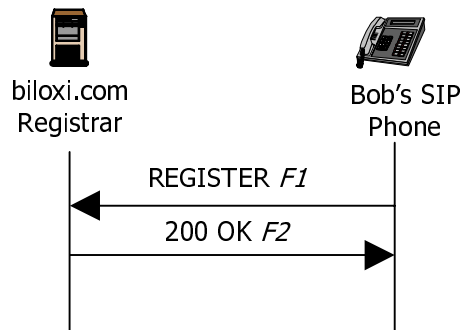 biloxi.com
Registrar
Bob's SIP
Phone
REGISTER F1
200 OK F2